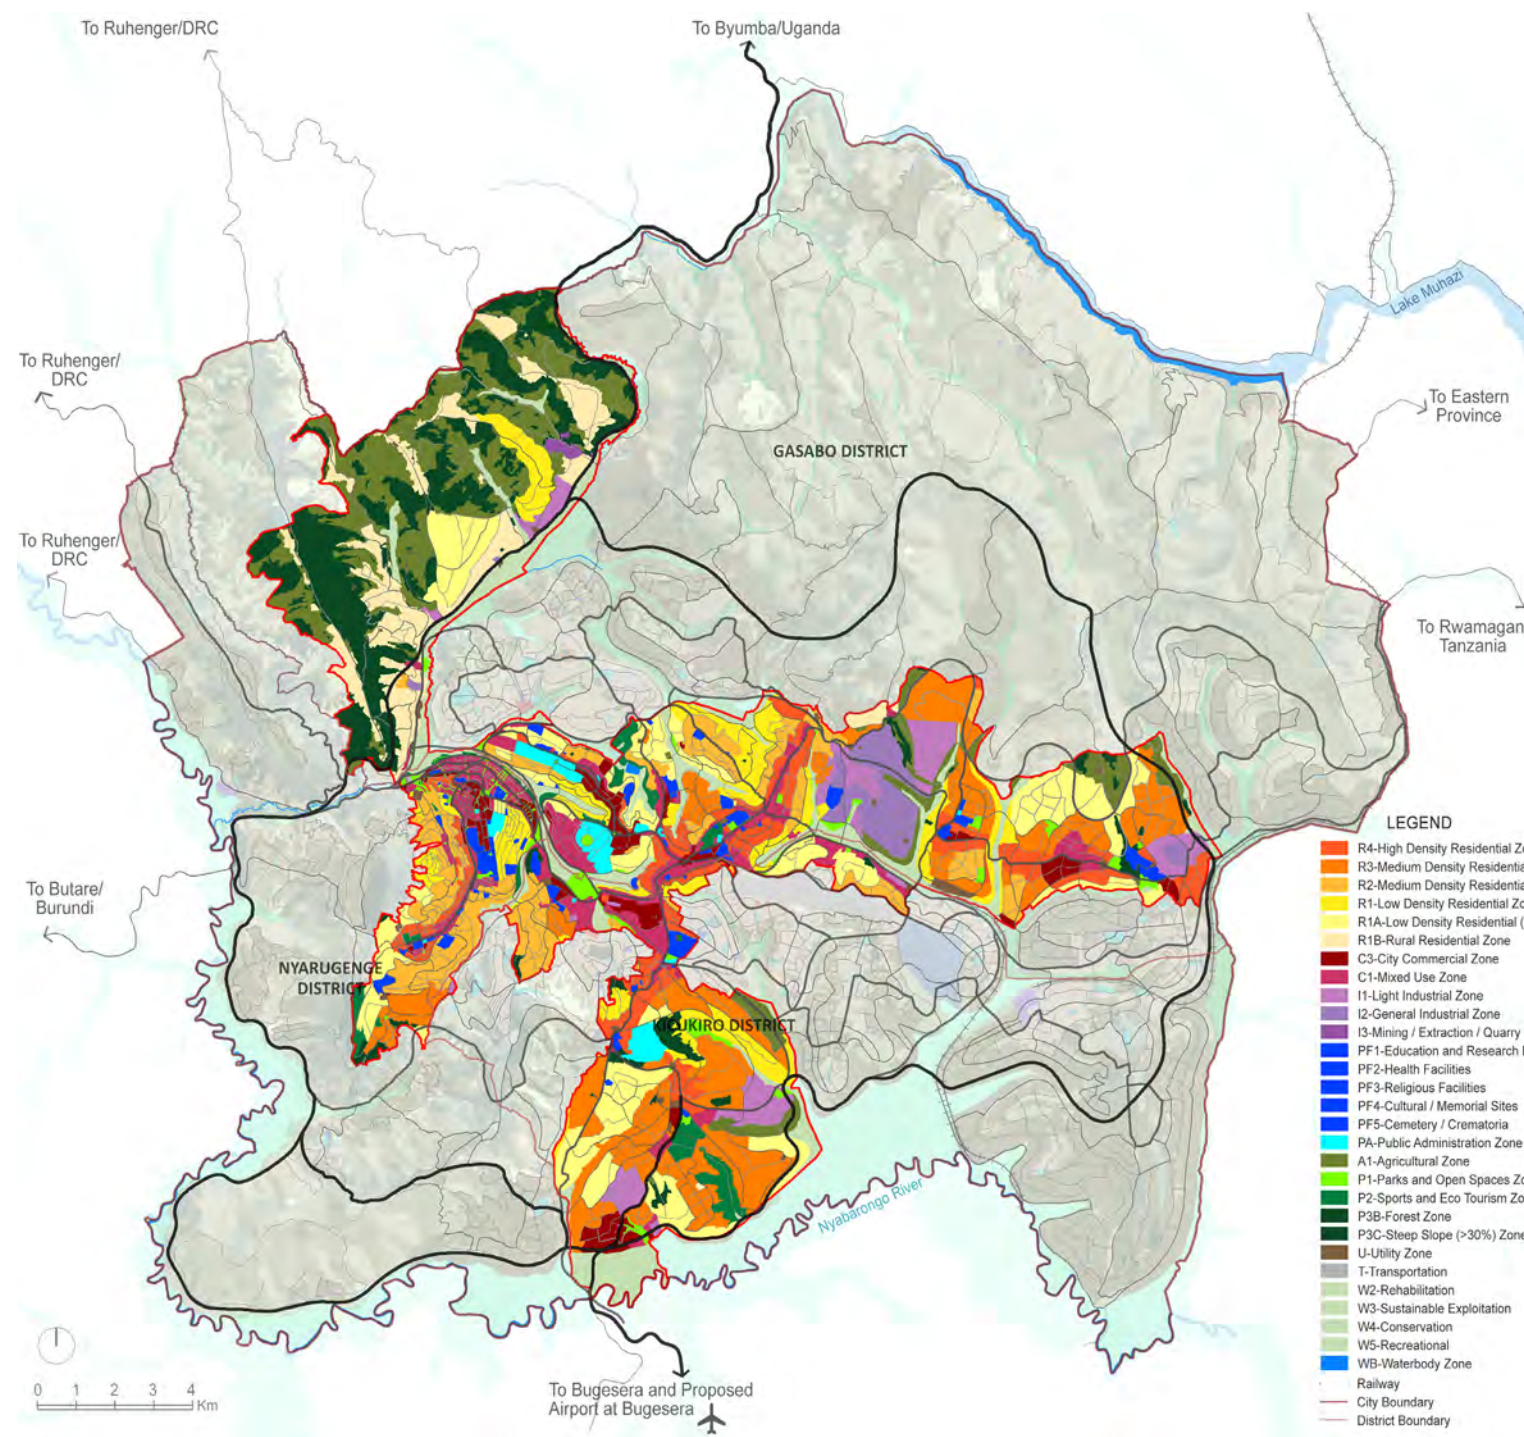 To Ruhenger/DRC
To Byumba/Uganda
Lake Muhazi
To Ruhenger/
DRC
To Eastern
Province
GASABO DISTRICT
To Ruhenger/
DRC
To Rwamagan
Tanzania
To Butare/
Burundi
NYARUGENGE
DISTRICT
KICUKIRO DISTRICT
Nyabarongo River
To Bugesera and Proposed
Airport at Bugesera
0 1 2 3 4
Km
LEGEND
R4-High Density Residential Zo
R3-Medium Density Residentia
R2-Medium Density Residentia
R1-Low Density Residential Zo
R1A-Low Density Residential (
R1B-Rural Residential Zone
C3-City Commercial Zone
C1-Mixed Use Zone
I1-Light Industrial Zone
I2-General Industrial Zone
I3-Mining / Extraction / Quarry
PF1-Education and Research
PF2-Health Facilities
PF3-Religious Facilities
PF4-Cultural / Memorial Sites
PF5-Cemetery / Crematoria
PA-Public Administration Zone
A1-Agricultural Zone
P1-Parks and Open Spaces Zo
P2-Sports and Eco Tourism Zo
P3B-Forest Zone
P3C-Steep Slope (>30%) Zone
U-Utility Zone
T-Transportation
W2-Rehabilitation
W3-Sustainable Exploitation
W4-Conservation
W5-Recreational
WB-Waterbody Zone
Railway
City Boundary
District Boundary